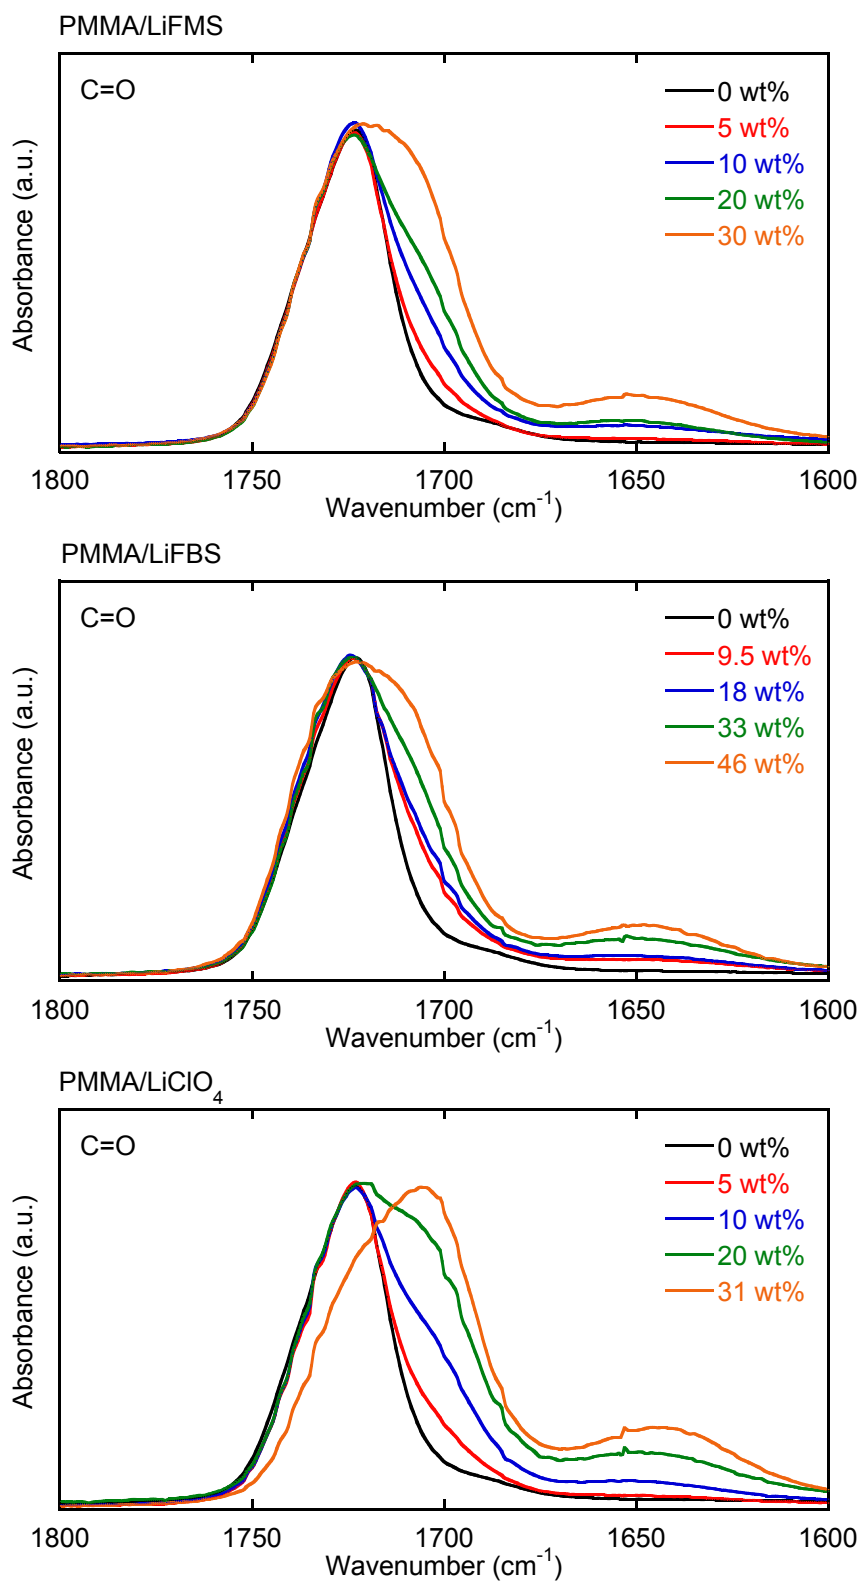 PMMA/LiFMS
C=O
0 wt%
5 wt%
10 wt%
20 wt%
30 wt%
Absorbance (a.u.)
1800 1750 1700 1650 1600
Wavenumber (cm⁻¹)
PMMA/LiFBS
C=O
0 wt%
9.5 wt%
18 wt%
33 wt%
46 wt%
Absorbance (a.u.)
1800 1750 1700 1650 1600
Wavenumber (cm⁻¹)
PMMA/LiClO₄
C=O
0 wt%
5 wt%
10 wt%
20 wt%
31 wt%
Absorbance (a.u.)
1800 1750 1700 1650 1600
Wavenumber (cm⁻¹)